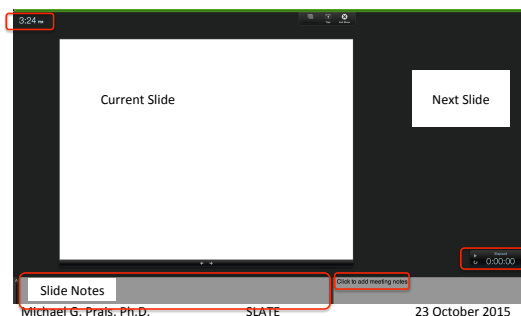 3:24 PM
Current Slide
Next Slide
0:00:00
Click to add meeting notes
Slide Notes
Michael G. Prais. Ph.D. SLATE 23 October 2015